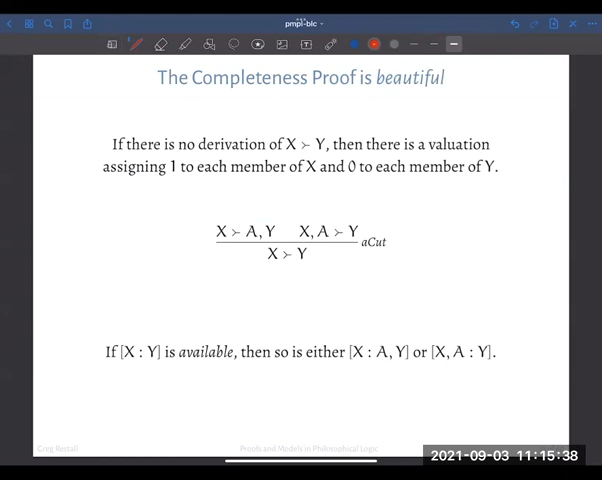 pmpl-blc
The Completeness Proof is beautiful
If there is no derivation of X ≻ Y, then there is a valuation
assigning 1 to each member of X and 0 to each member of Y.
X ≻ A, Y X, A ≻ Y
aCut
X ≻ Y
If [X : Y] is available, then so is either [X : A, Y] or [X, A : Y].
Greg Restall Proofs and Models in Philosophical Logic
2021-09-03 11:15:38